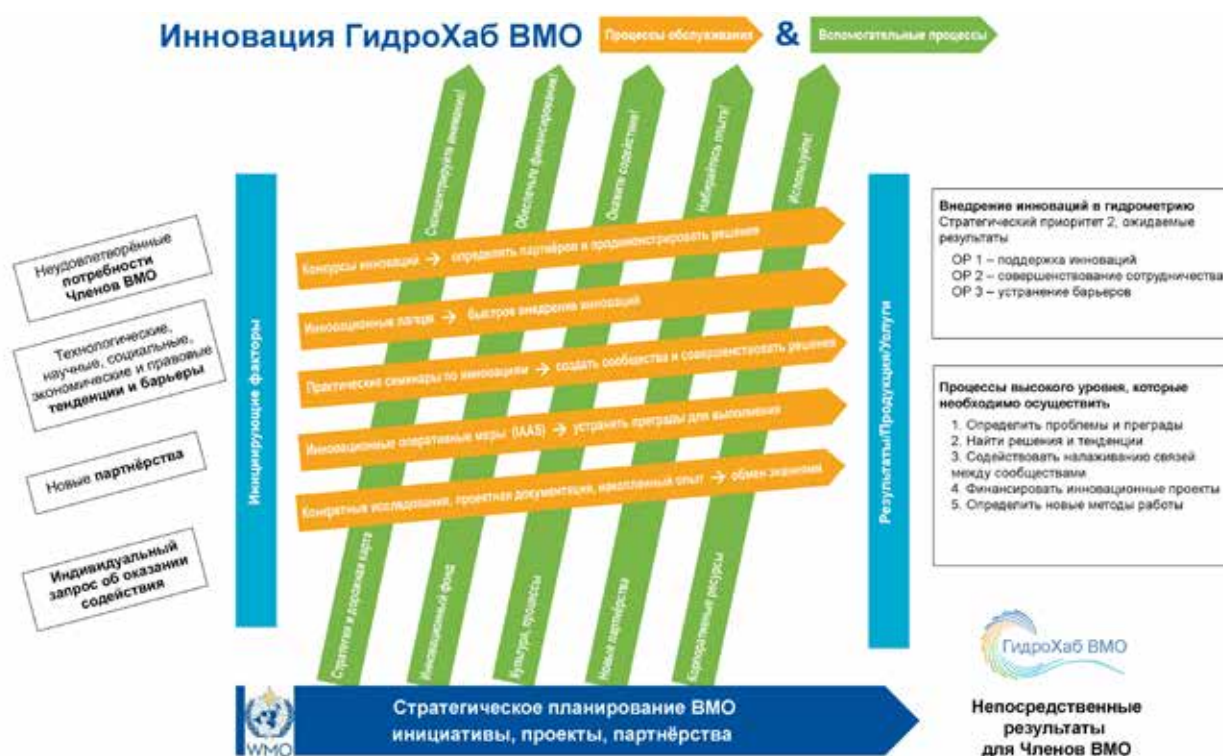 Инновация ГидроХаб ВМО
Процессы обслуживания
&
Вспомогательные процессы
Сконцентрируйте внимание!
Обеспечьте финансирование!
Окажите содействие!
Набирайтесь опыта!
Используйте!
Неудовлетворённые
потребности
Членов ВМО
Технологические,
научные, социальные,
экономические и правовые
тенденции и барьеры
Новые партнёрства
Индивидуальный
запрос об оказании
содействия
Инициирующие факторы
Конкурсы инноваций → определить партнёров и продемонстрировать решения
Инновационные → быстрое внедрение инноваций
Практические семинары по инновациям → создать сообщества и совершенствовать решения
Инновационные оперативные меры (IAAS) → устранить преграды для выполнения
Конкретные исследования, проектная документация, накопленный опыт → обмен знаниями
Стратегия и дорожная карта
Инновационный фонд
Культура, процессы
Новые партнёрства
Корпоративные ресурсы
Результаты/Продукция/Услуги
Внедрение инноваций в гидрометрию
Стратегический приоритет 2, ожидаемые
результаты
ОР 1 – поддержка инноваций
ОР 2 – совершенствование сотрудничества
ОР 3 – устранение барьеров
Процессы высокого уровня, которые
необходимо осуществить
1. Определить проблемы и преграды
2. Найти решения и тенденции
3. Содействовать налаживанию связей
между сообществами
4. Финансировать инновационные проекты
5. Определить новые методы работы
ГидроХаб ВМО
WMO
Стратегическое планирование ВМО
инициативы, проекты, партнёрства
Непосредственные
результаты
для Членов ВМО